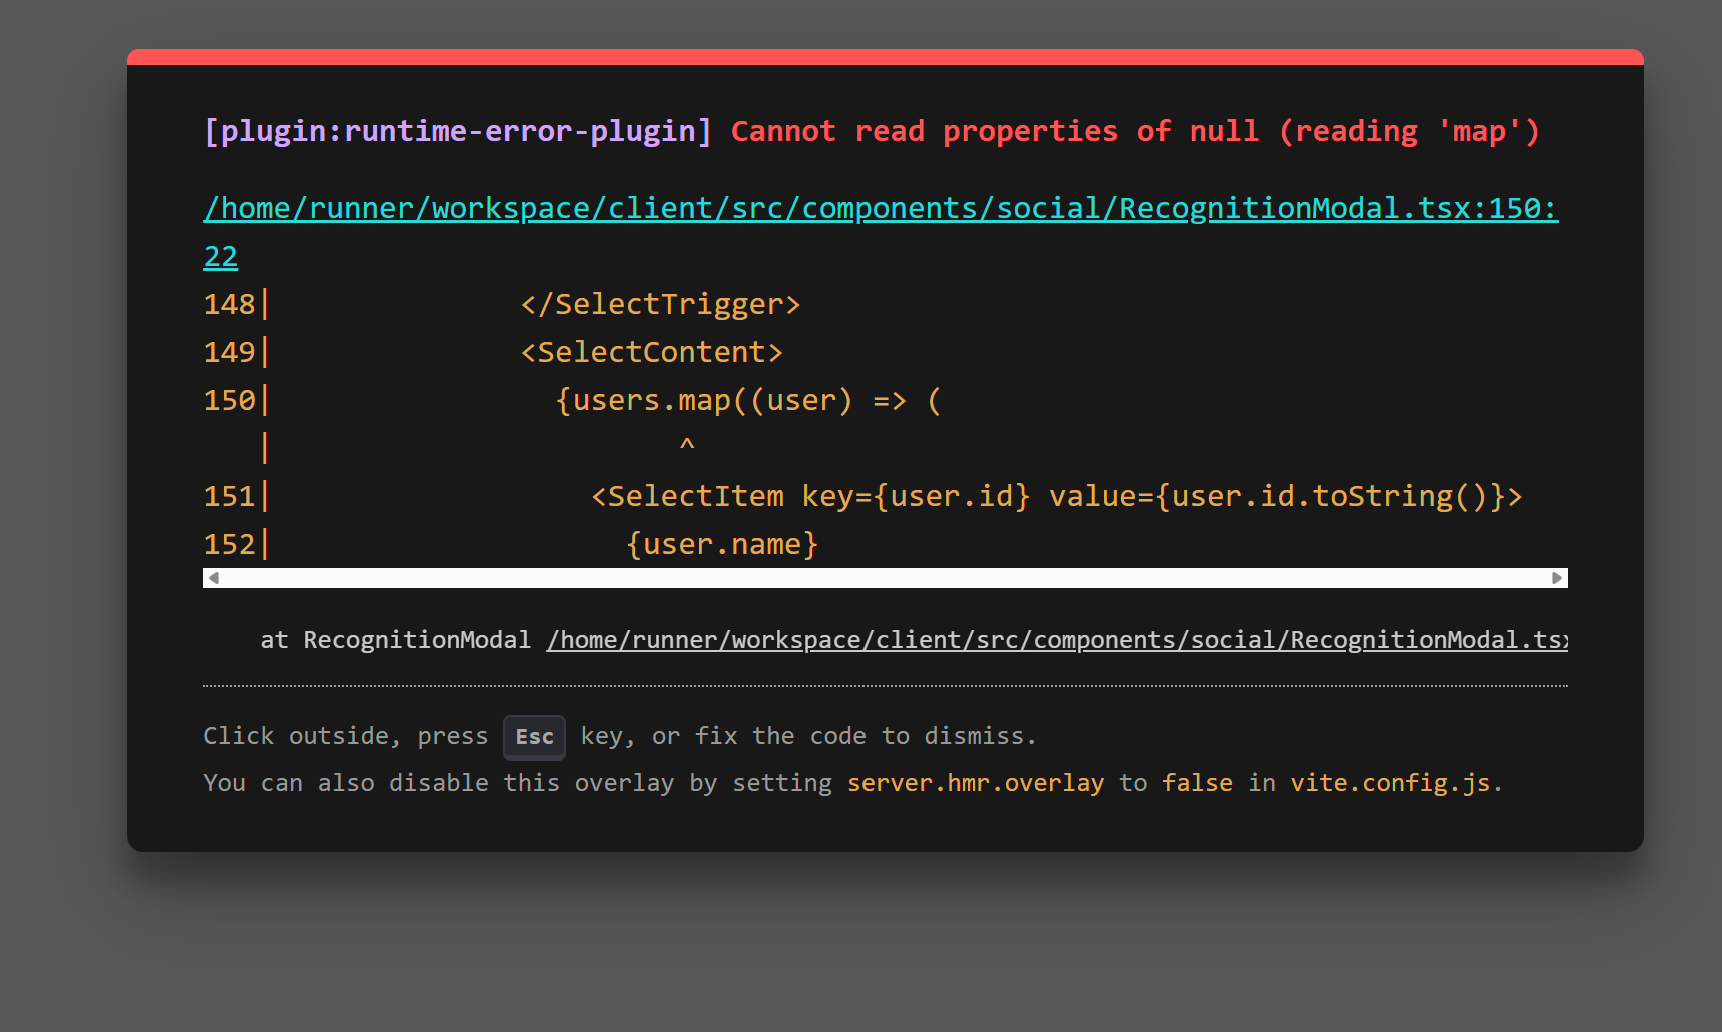 [plugin:runtime-error-plugin] Cannot read properties of null (reading 'map')
/home/runner/workspace/client/src/components/social/RecognitionModal.tsx:150:
22
148|               </SelectTrigger>
149|               <SelectContent>
150|                 {users.map((user) => (
   |                        ^
151|                   <SelectItem key={user.id} value={user.id.toString()}>
152|                     {user.name}
at RecognitionModal /home/runner/workspace/client/src/components/social/RecognitionModal.tsx
Click outside, press Esc key, or fix the code to dismiss.
You can also disable this overlay by setting server.hmr.overlay to false in vite.config.js.